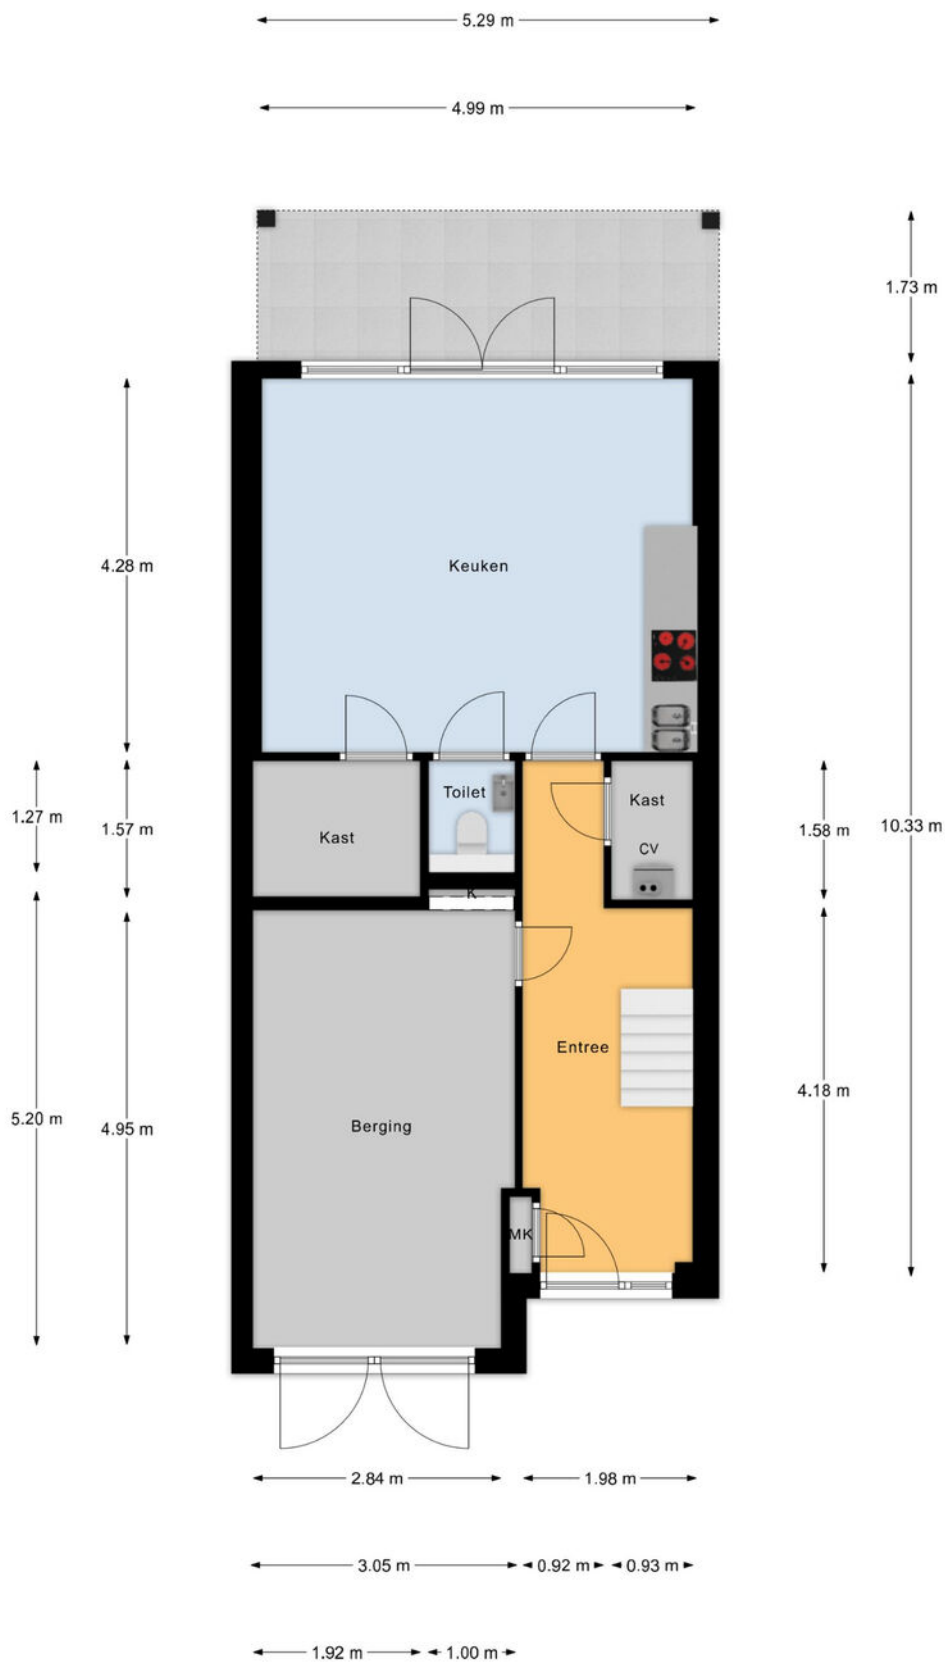 5.29 m
4.99 m
1.73 m
4.28 m
Keuken
Toilet
Kast
1.27 m
1.57 m
Kast
1.58 m
10.33 m
CV
K
Entree
5.20 m
4.95 m
Berging
4.18 m
MK
2.84 m
1.98 m
3.05 m
0.92 m
0.93 m
1.92 m
1.00 m